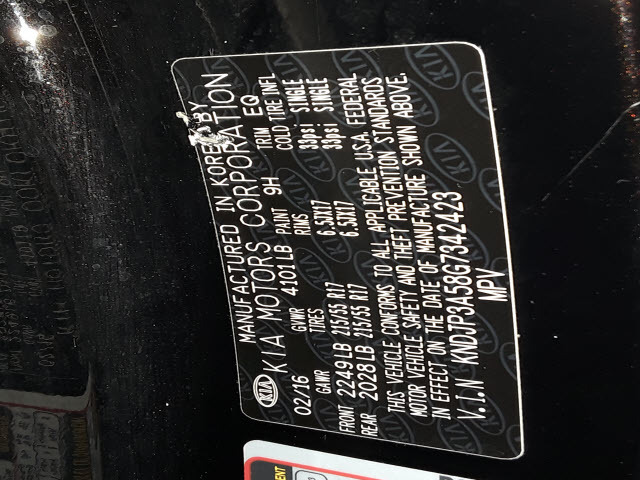 MANUFACTURED IN KOREA BY
KIA KIA MOTORS CORPORATION
02/16 GVWR 4101LB PAINT 9H TRIM EQ
GAWR TIRES RIMS COLD TIRE INFL
FRONT 2249LB 215/55 R17 6.5JX17 33psi SINGLE
REAR 2028LB 215/55 R17 6.5JX17 33psi SINGLE
THIS VEHICLE CONFORMS TO ALL APPLICABLE U.S.A. FEDERAL
MOTOR VEHICLE SAFETY AND THEFT PREVENTION STANDARDS
IN EFFECT ON THE DATE OF MANUFACTURE SHOWN ABOVE.
V.I.N KNDJP3A58G7342423
MPV